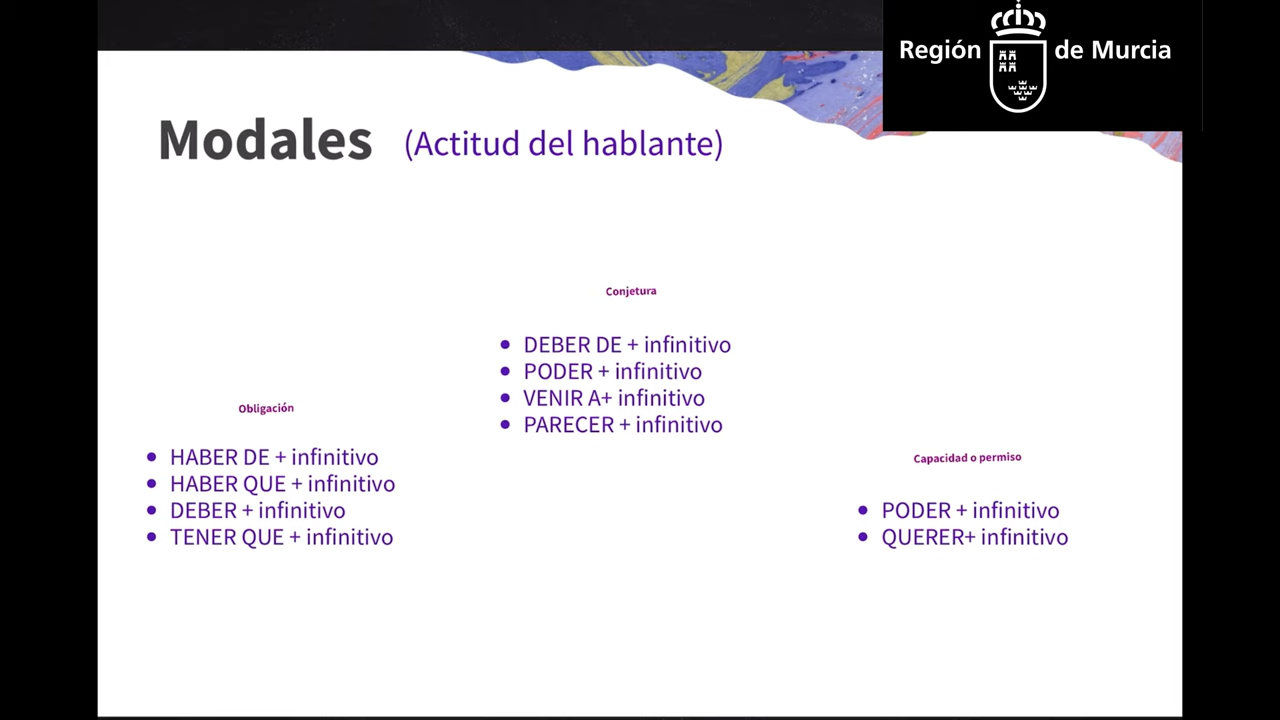 Región de Murcia
Modales (Actitud del hablante)
Conjetura
DEBER DE + infinitivo
PODER + infinitivo
VENIR A+ infinitivo
PARECER + infinitivo
Obligación
HABER DE + infinitivo
HABER QUE + infinitivo
DEBER + infinitivo
TENER QUE + infinitivo
Capacidad o permiso
PODER + infinitivo
QUERER+ infinitivo